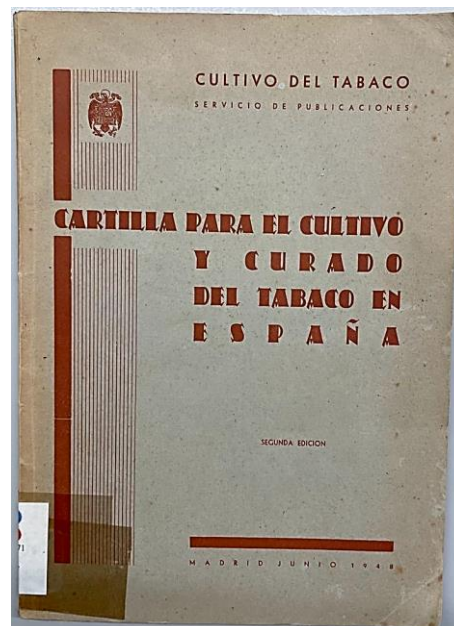 CULTIVO DEL TABACO
SERVICIO DE PUBLICACIONES
CARTILLA PARA EL CULTIVO
Y CURADO
DEL TABACO EN
ESPAÑA
SEGUNDA EDICION
MADRID JUNIO 1948
71